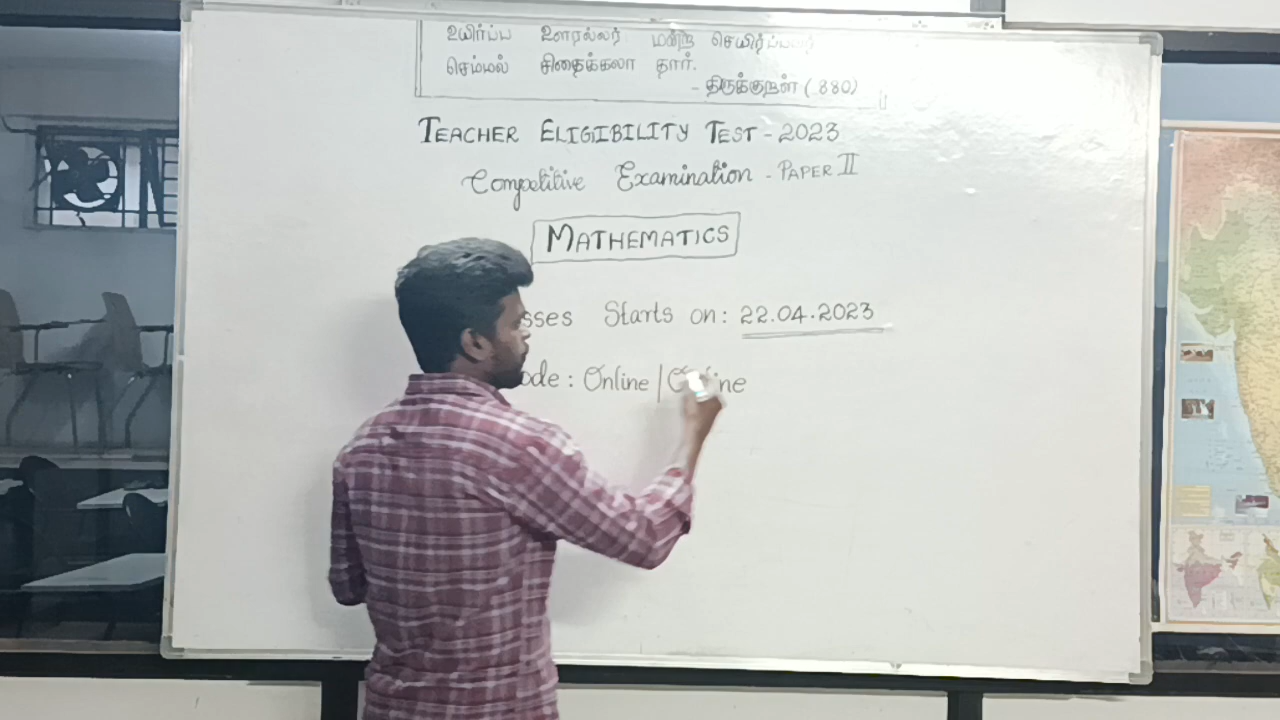 உயிர்ப்ப உளரல்லர் மன்ற செயிர்ப்பவர்
செம்மல் சிதைக்கலா தார்.
- திருக்குறள் (880)
TEACHER ELIGIBILITY TEST - 2023
Competitive Examination - PAPER II
MATHEMATICS
sses Starts on: 22.04.2023
ode : Online |